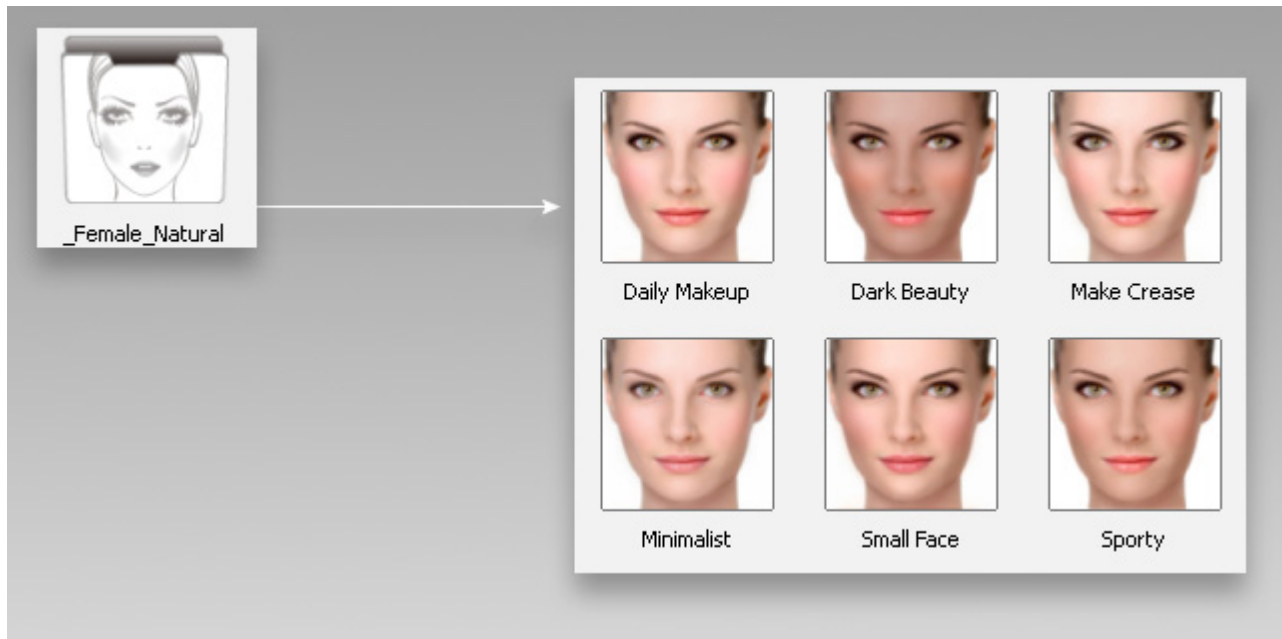 _Female_Natural
Daily Makeup
Dark Beauty
Make Crease
Minimalist
Small Face
Sporty